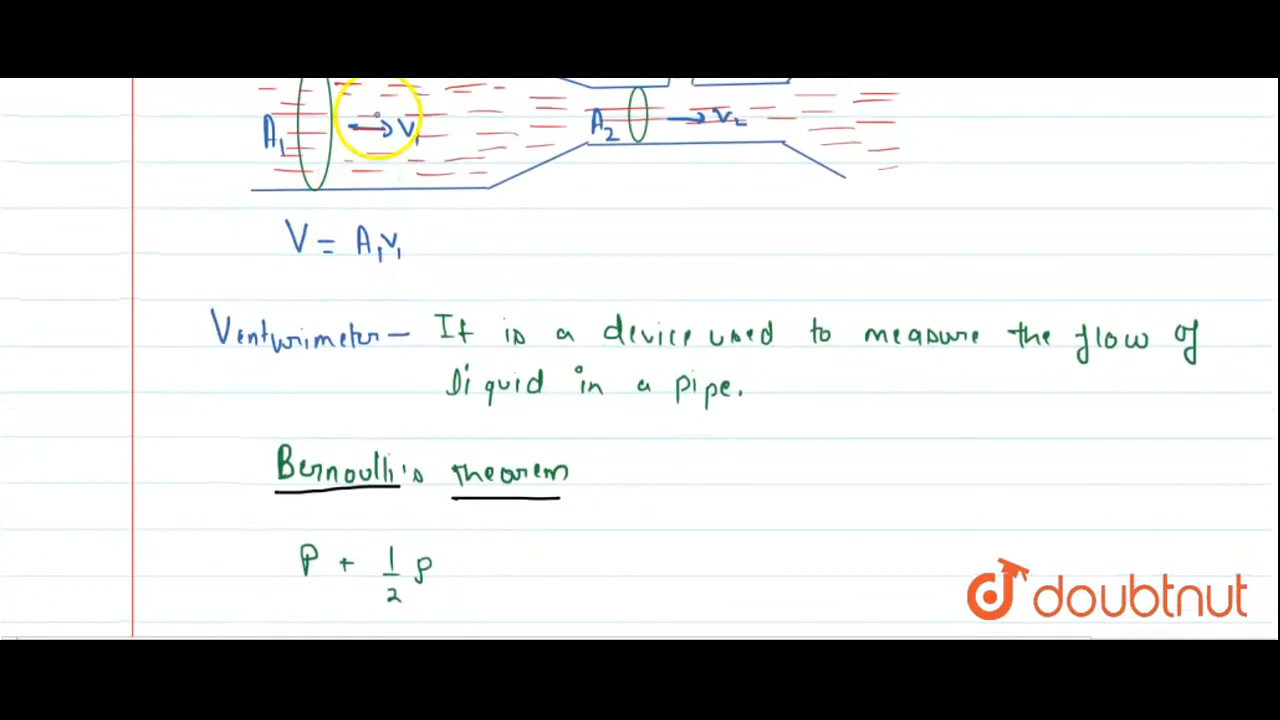 A₁ → V₁ A₂ → V₂
V = A₁V₁
Venturimeter – It is a device used to measure the flow of
liquid in a pipe.
Bernoulli's theorem
P + 1/2 ρ
doubtnut